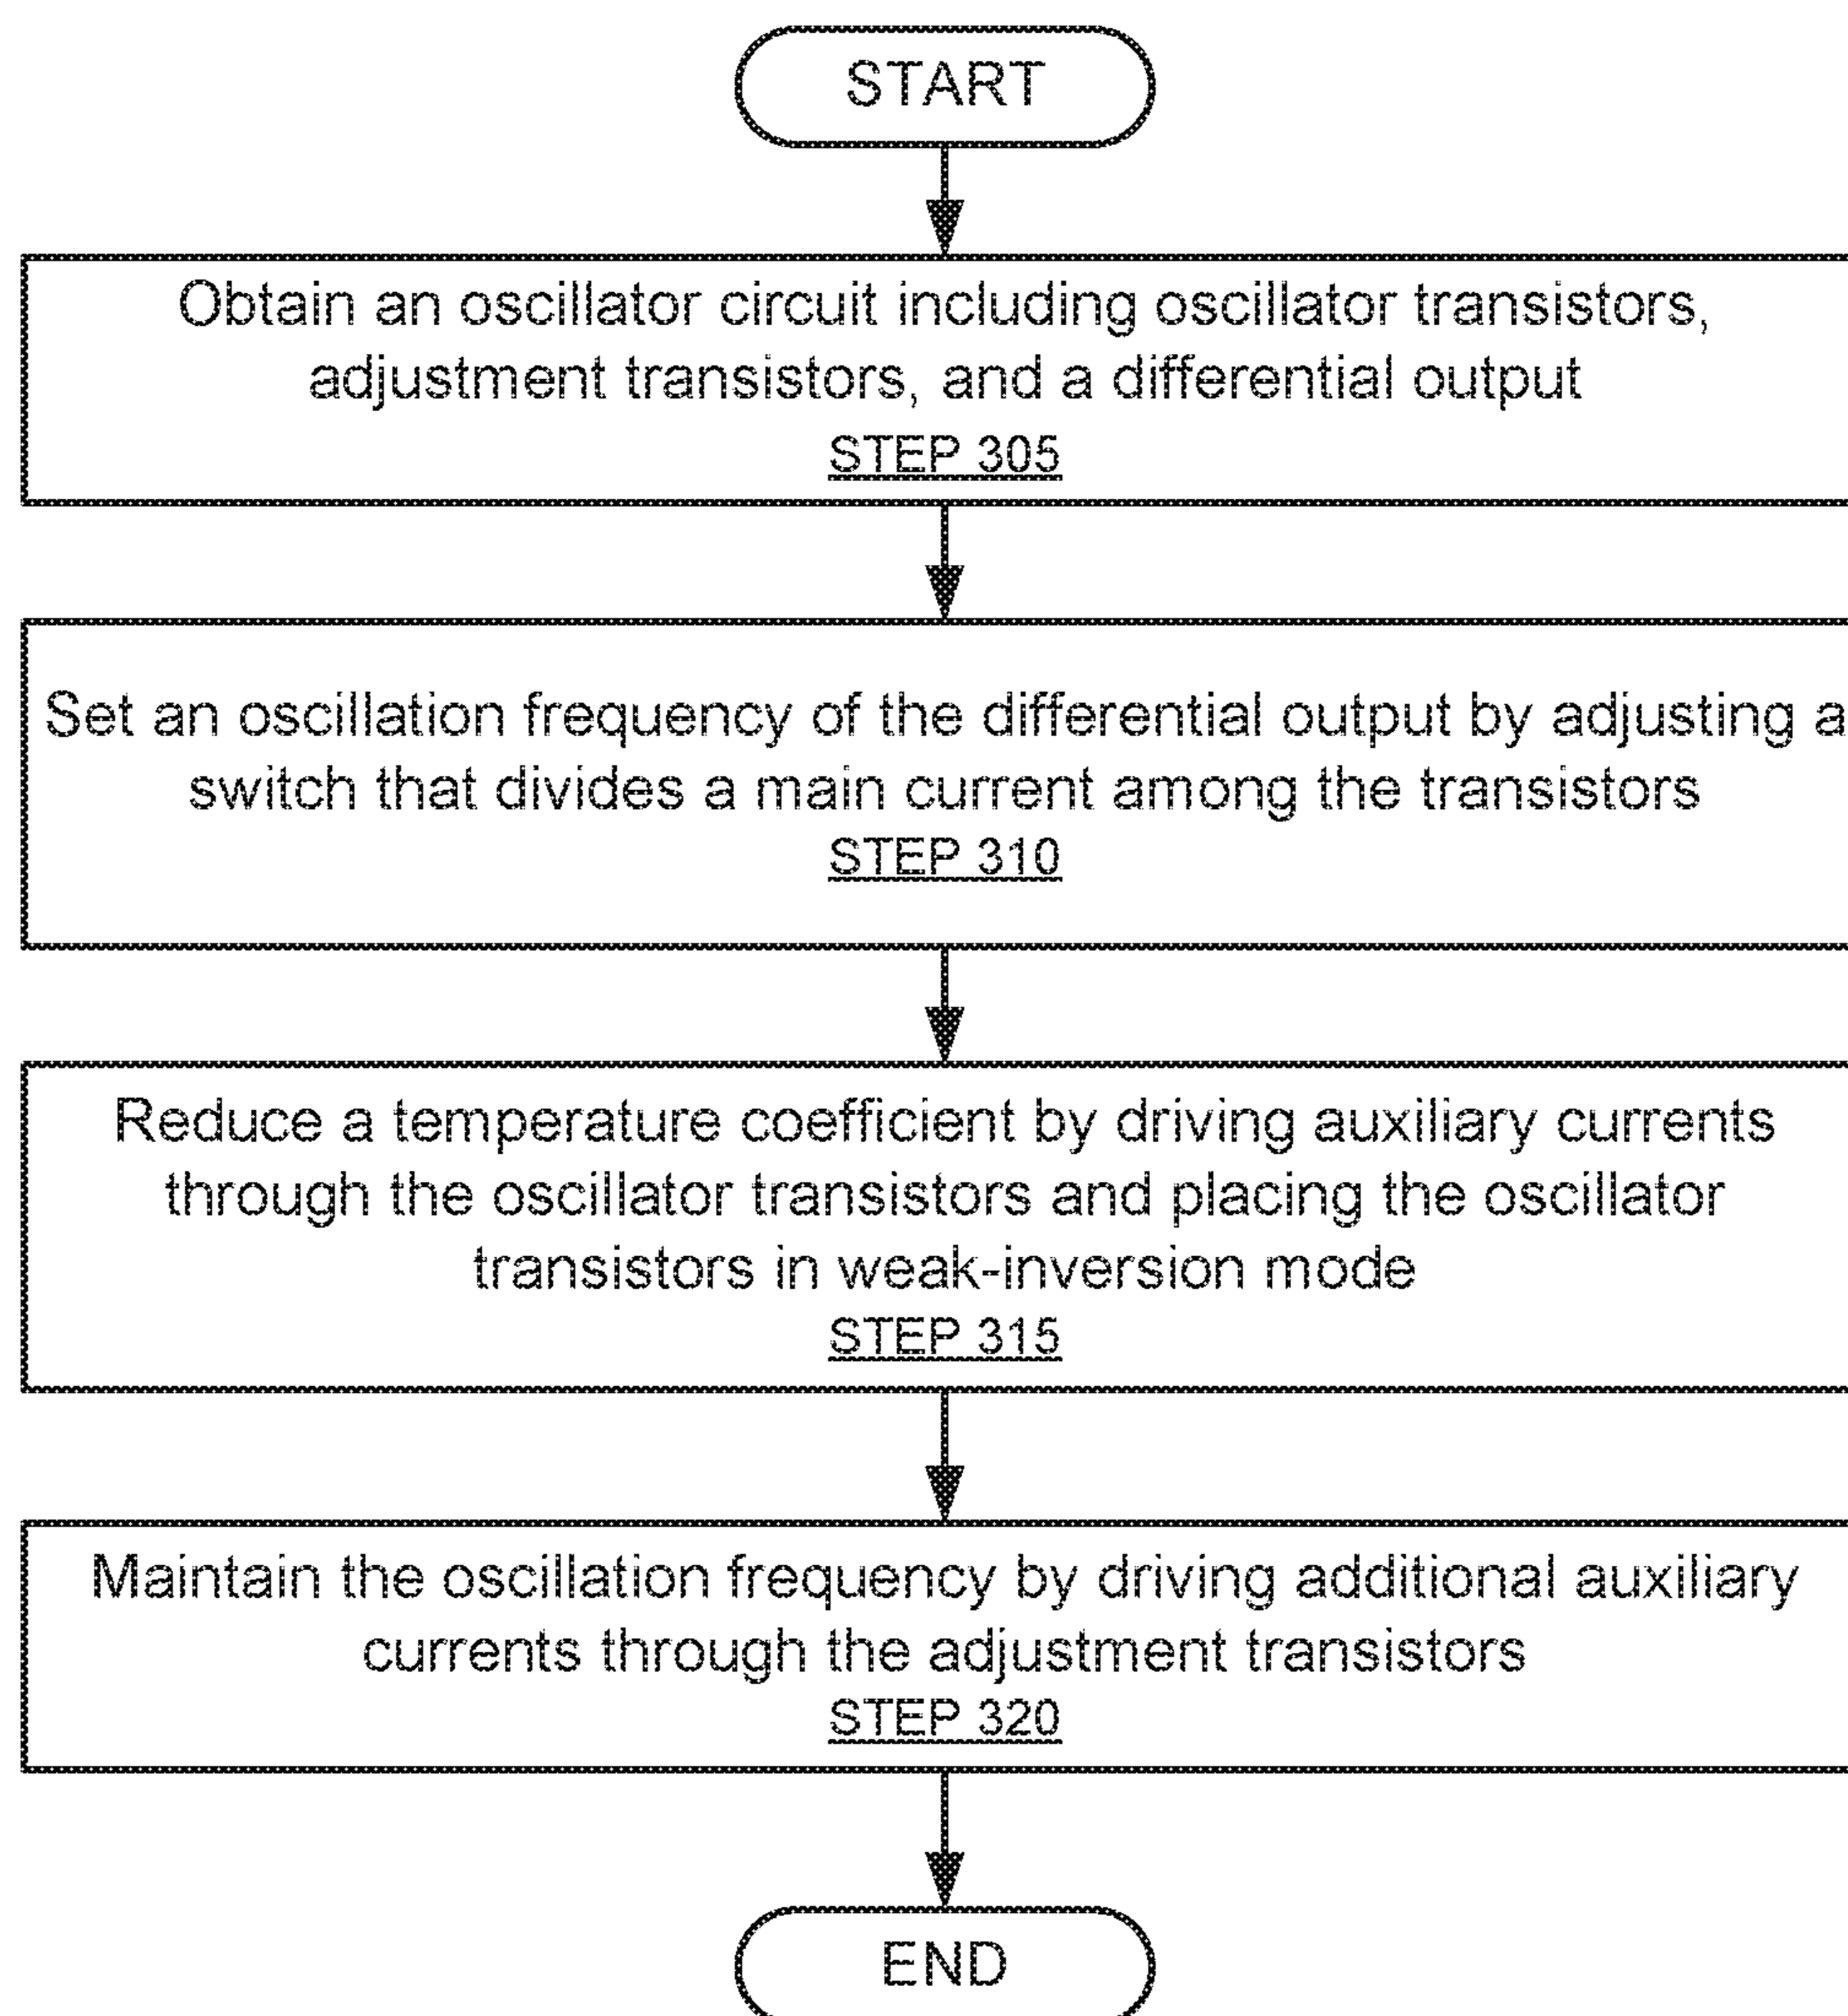 START
Obtain an oscillator circuit including oscillator transistors,
adjustment transistors, and a differential output
STEP 305
Set an oscillation frequency of the differential output by adjusting a
switch that divides a main current among the transistors
STEP 310
Reduce a temperature coefficient by driving auxiliary currents
through the oscillator transistors and placing the oscillator
transistors in weak-inversion mode
STEP 315
Maintain the oscillation frequency by driving additional auxiliary
currents through the adjustment transistors
STEP 320
END